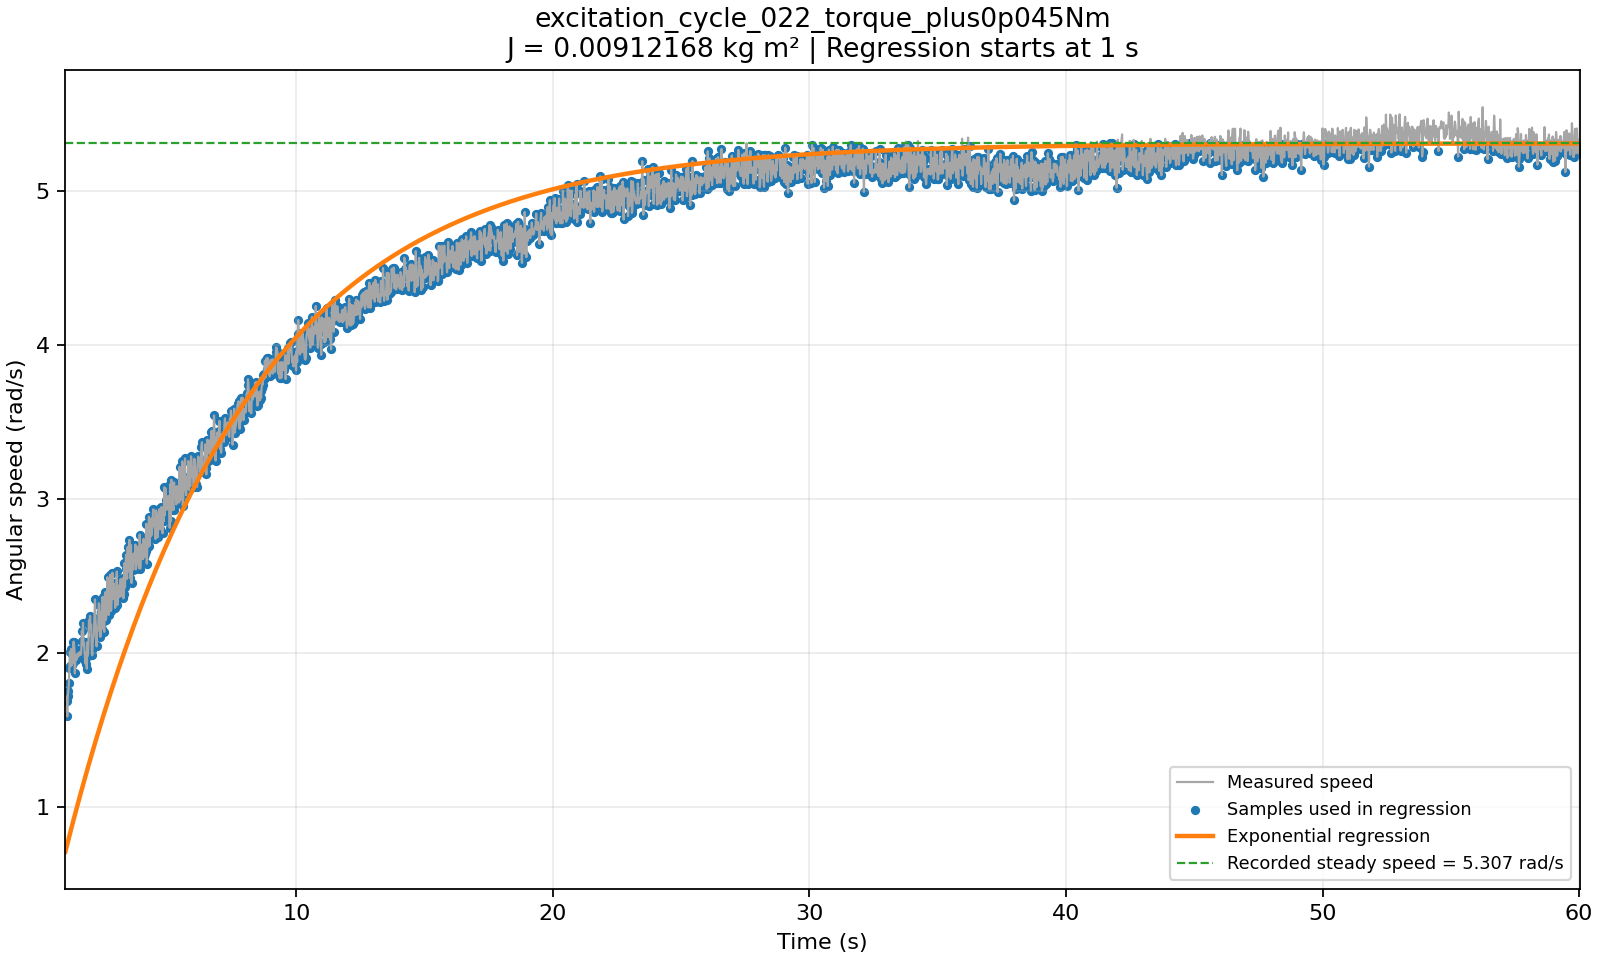 excitation_cycle_022_torque_plus0p045Nm
J = 0.00912168 kg m² | Regression starts at 1 s
Angular speed (rad/s)
5
4
3
2
1
Measured speed
Samples used in regression
Exponential regression
Recorded steady speed = 5.307 rad/s
10 20 30 40 50 60
Time (s)